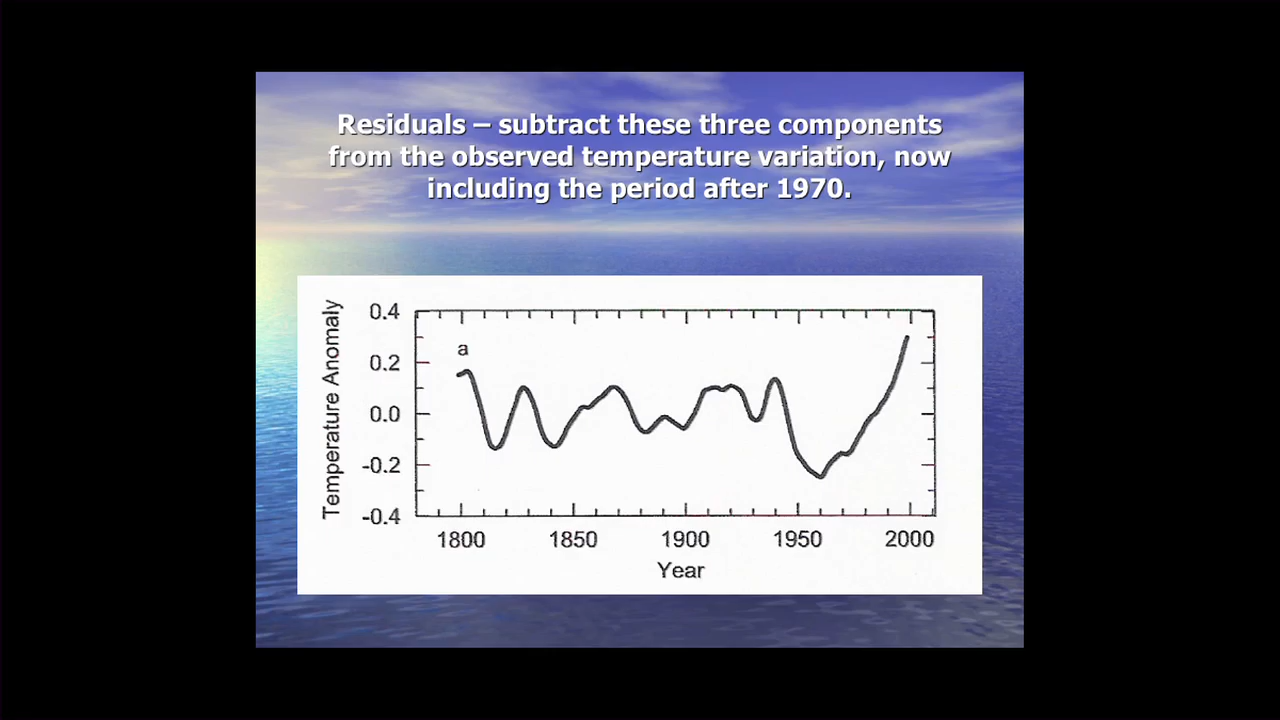 Residuals – subtract these three components
from the observed temperature variation, now
including the period after 1970.
Temperature Anomaly
0.4
0.2
0.0
-0.2
-0.4
a
1800 1850 1900 1950 2000
Year